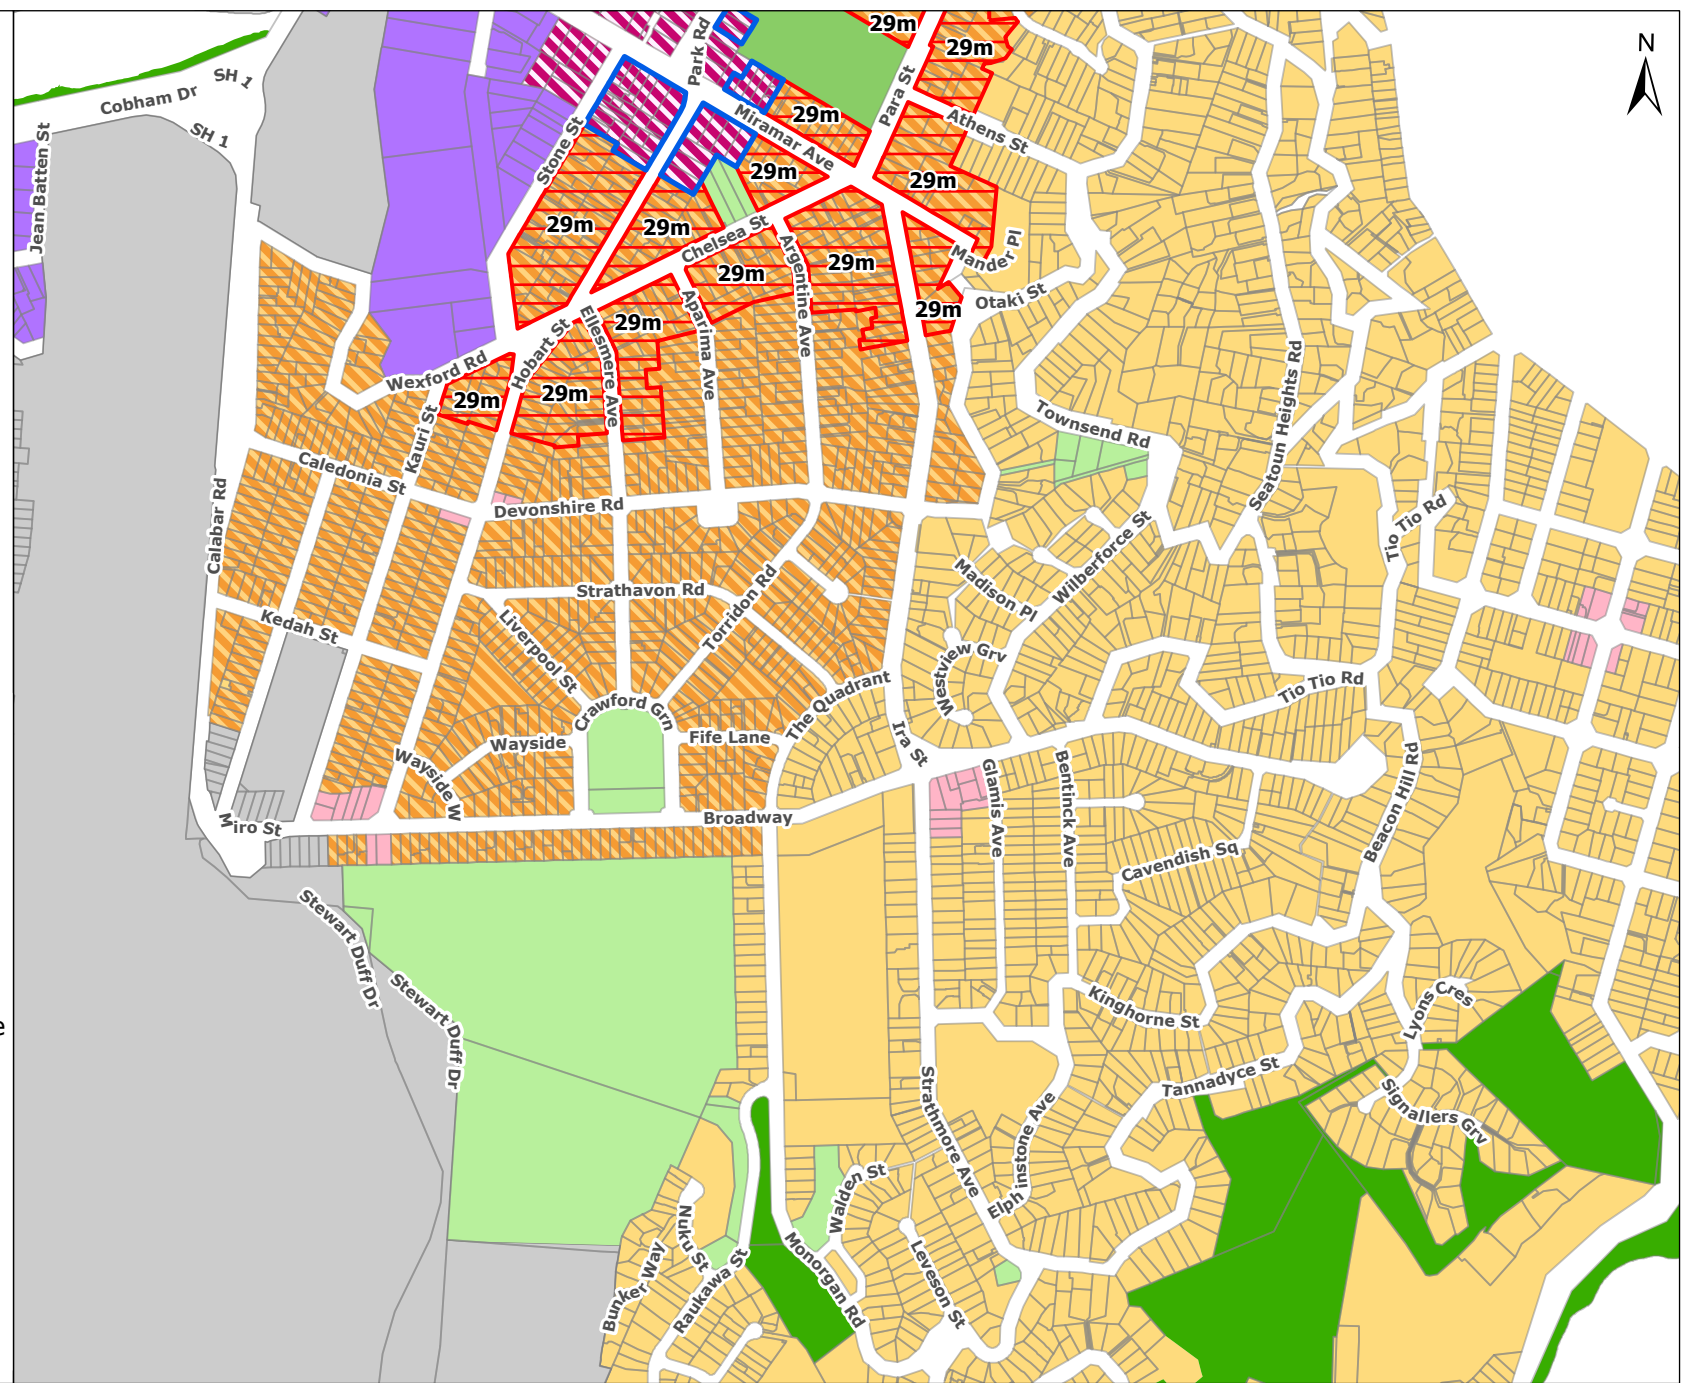 29m
29m
N
Park Rd
SH 1
Cobham Dr
SH 1
Jean Batten St
Para St
29m
Miramar Ave
Athens St
Stone St
29m
29m
29m
29m
Chelsea St
Argentine Ave
Mander Pl
29m
29m
Otaki St
29m
29m
Aparima Ave
Ellesmere Ave
Hobart St
Wexford Rd
29m
29m
Kauri St
Townsend Rd
Seatoun Heights Rd
Caledonia St
Calabar Rd
Devonshire Rd
Tio Tio Rd
Wilberforce St
Madison Pl
Strathavon Rd
Torridon Rd
Kedah St
Liverpool St
Westview Grv
The Quadrant
Tio Tio Rd
Crawford Grn
Fife Lane
Wayside
Wayside W
Ira St
Glamis Ave
Bentinck Ave
Beacon Hill Rd
Miro St
Broadway
Cavendish Sq
Stewart Duff Dr
Stewart Duff Dr
Kinghorne St
Lyons Cres
Tannadyce St
Signallers Grv
Strathmore Ave
Elphinstone Ave
Walden St
Nuku St
Monorgan Rd
Leveson St
Raukawa St
Bunker Way